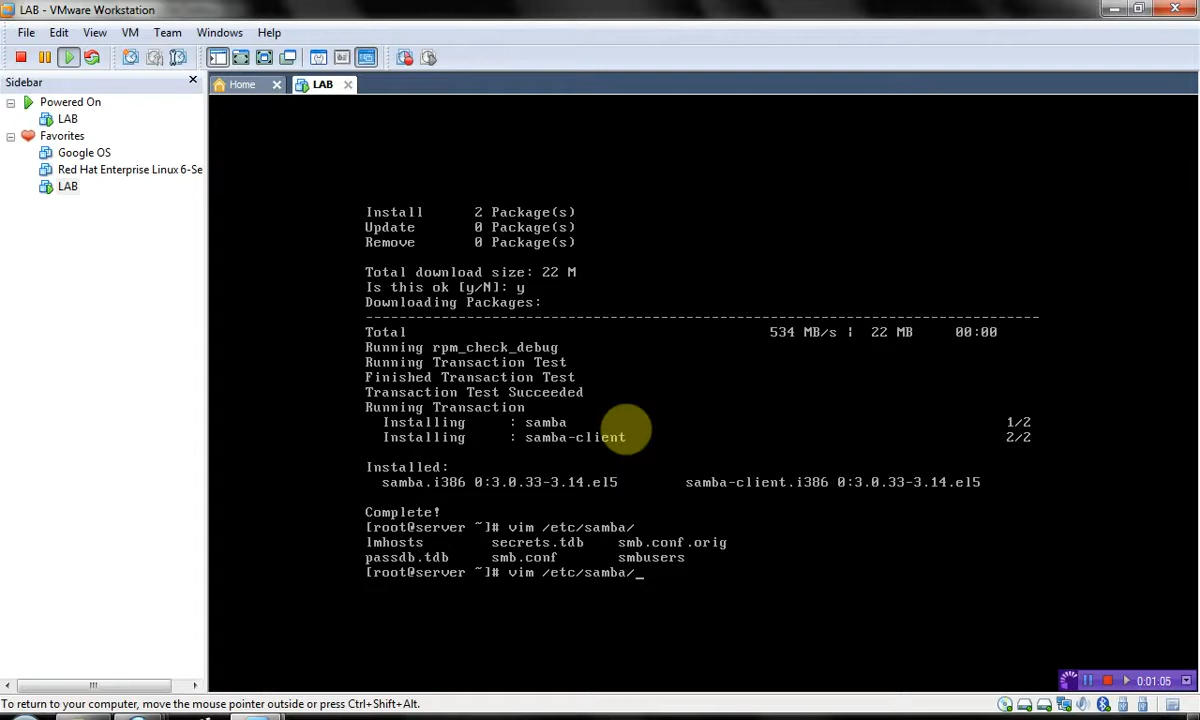 LAB - VMware Workstation
File Edit View VM Team Windows Help
Sidebar
Home LAB
Powered On
LAB
Favorites
Google OS
Red Hat Enterprise Linux 6-Se
LAB
Install 2 Package(s)
Update 0 Package(s)
Remove 0 Package(s)
Total download size: 22 M
Is this ok [y/N]: y
Downloading Packages:
--------------------------------------------------------------------------------
Total 534 MB/s | 22 MB 00:00
Running rpm_check_debug
Running Transaction Test
Finished Transaction Test
Transaction Test Succeeded
Running Transaction
Installing : samba 1/2
Installing : samba-client 2/2
Installed:
samba.i386 0:3.0.33-3.14.el5 samba-client.i386 0:3.0.33-3.14.el5
Complete!
[root@server ~]# vim /etc/samba/
lmhosts secrets.tdb smb.conf.orig
passdb.tdb smb.conf smbusers
[root@server ~]# vim /etc/samba/_
0:01:05
To return to your computer, move the mouse pointer outside or press Ctrl+Shift+Alt.